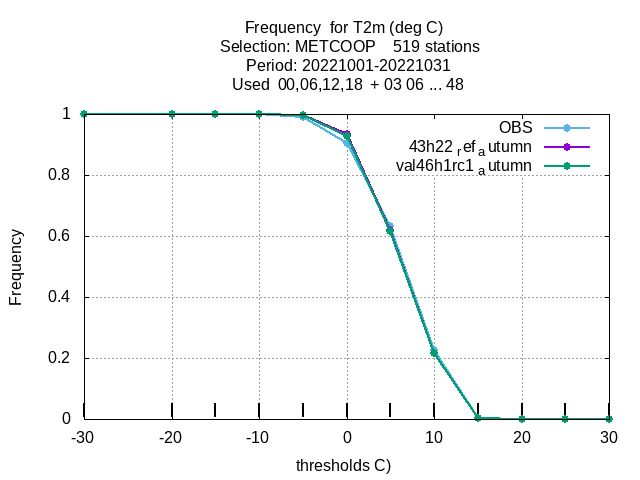 Frequency for T2m (deg C)
Selection: METCOOP 519 stations
Period: 20221001-20221031
Used 00,06,12,18 + 03 06 ... 48
1
0.8
0.6
0.4
0.2
0
Frequency
OBS
43h22 ref a utumn
val46h1rc1 a utumn
-30 -20 -10 0 10 20 30
thresholds C)